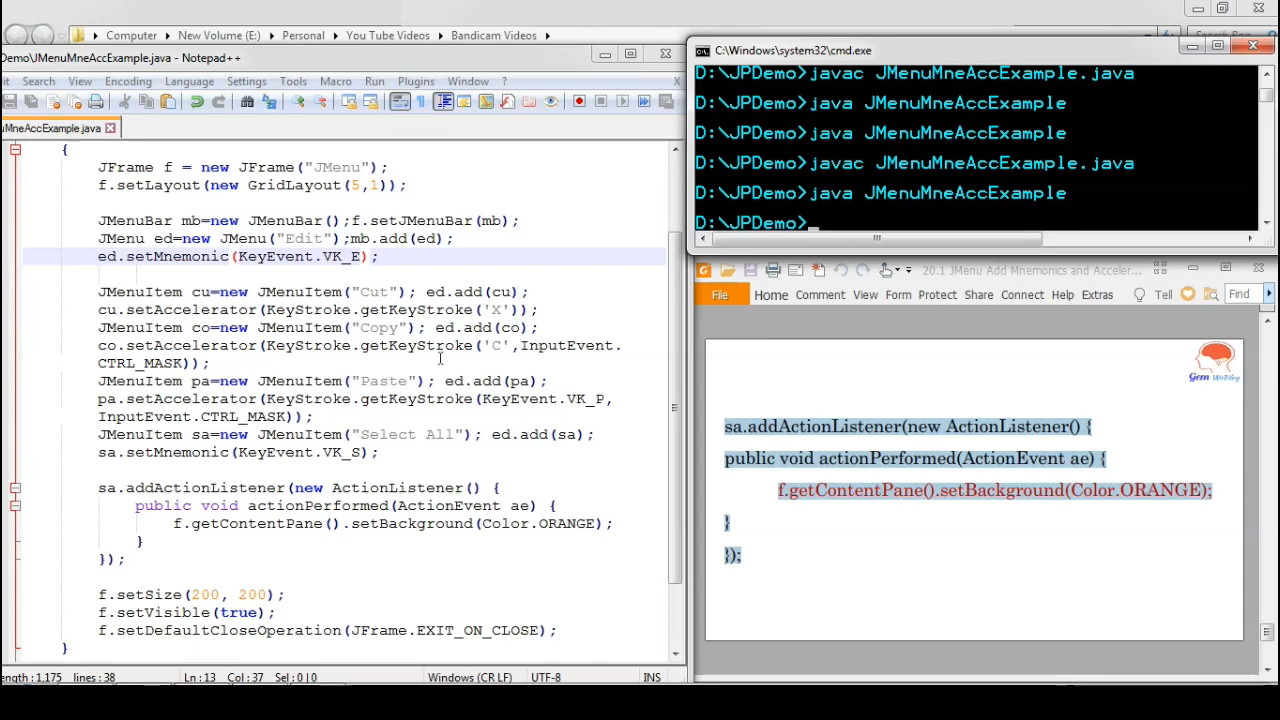 Computer New Volume (E:) Personal You Tube Videos Bandicam Videos
Demo\JMenuMneAccExample.java - Notepad++
it Search View Encoding Language Settings Tools Macro Run Plugins Window ? X
uMneAccExample.java
{
JFrame f = new JFrame("JMenu");
f.setLayout(new GridLayout(5,1));
JMenuBar mb=new JMenuBar();f.setJMenuBar(mb);
JMenu ed=new JMenu("Edit");mb.add(ed);
ed.setMnemonic(KeyEvent.VK_E);
JMenuItem cu=new JMenuItem("Cut"); ed.add(cu);
cu.setAccelerator(KeyStroke.getKeyStroke('X'));
JMenuItem co=new JMenuItem("Copy"); ed.add(co);
co.setAccelerator(KeyStroke.getKeyStroke('C',InputEvent.
CTRL_MASK));
JMenuItem pa=new JMenuItem("Paste"); ed.add(pa);
pa.setAccelerator(KeyStroke.getKeyStroke(KeyEvent.VK_P,
InputEvent.CTRL_MASK));
JMenuItem sa=new JMenuItem("Select All"); ed.add(sa);
sa.setMnemonic(KeyEvent.VK_S);
sa.addActionListener(new ActionListener() {
public void actionPerformed(ActionEvent ae) {
f.getContentPane().setBackground(Color.ORANGE);
}
});
f.setSize(200, 200);
f.setVisible(true);
f.setDefaultCloseOperation(JFrame.EXIT_ON_CLOSE);
}
ngth : 1,175 lines : 38 Ln : 13 Col : 37 Sel : 0 | 0 Windows (CR LF) UTF-8 INS
C:\Windows\system32\cmd.exe
D:\JPDemo>javac JMenuMneAccExample.java
D:\JPDemo>java JMenuMneAccExample
D:\JPDemo>java JMenuMneAccExample
D:\JPDemo>javac JMenuMneAccExample.java
D:\JPDemo>java JMenuMneAccExample
D:\JPDemo>
20.1 JMenu Add Mnemonics and Acceler...
File Home Comment View Form Protect Share Connect Help Extras Tell Find
Gem WeBlog
sa.addActionListener(new ActionListener() {
public void actionPerformed(ActionEvent ae) {
f.getContentPane().setBackground(Color.ORANGE);
}
});